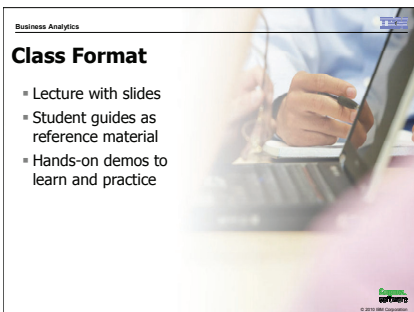 Business Analytics
Class Format
Lecture with slides
Student guides as
reference material
Hands-on demos to
learn and practice
software
© 2010 IBM Corporation